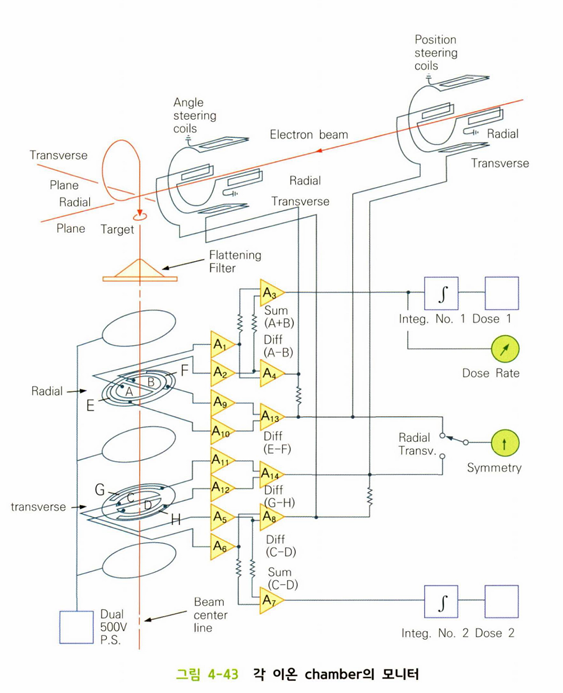 Position
steering
coils
Angle
steering
coils
Electron beam
Radial
Transverse
Transverse
Plane
Radial
Plane
Target
Radial
Transverse
Flattening
Filter
A3
Sum
(A+B)
Diff
(A-B)
A4
∫
Integ. No. 1 Dose 1
Dose Rate
A1
A2
Radial
A
B
F
E
A9
A10
A13
Diff
(E-F)
Radial
Transv.
Symmetry
A11
A12
A14
Diff
(G-H)
transverse
G
C
D
H
A5
A6
A8
Diff
(C-D)
Sum
(C-D)
A7
∫
Integ. No. 2 Dose 2
Dual
500V
P.S.
Beam
center
line
그림 4-43 각 이온 chamber의 모니터